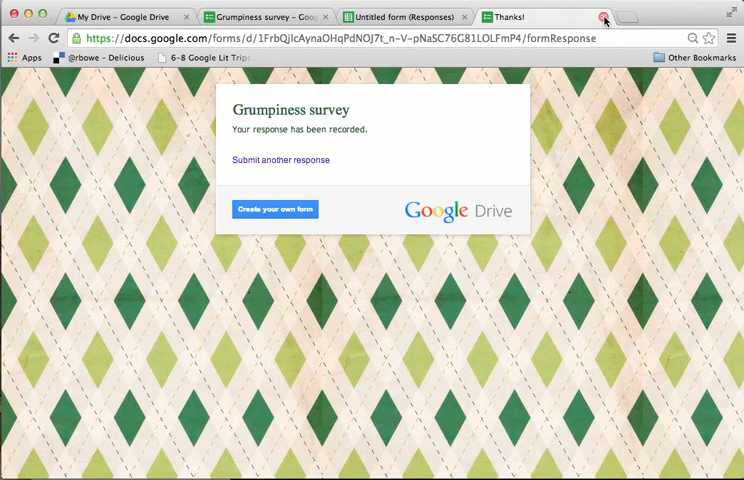 My Drive – Google Drive
Grumpiness survey – Goo
Untitled form (Responses)
Thanks!
https://docs.google.com/forms/d/1FrbQjlcAynaOHqPdNOJ7t_n–V–pNaSC76G81LOLFmP4/formResponse
Apps
@rbowe – Delicious
6–8 Google Lit Trips
Other Bookmarks
Grumpiness survey
Your response has been recorded.
Submit another response
Create your own form
Google Drive